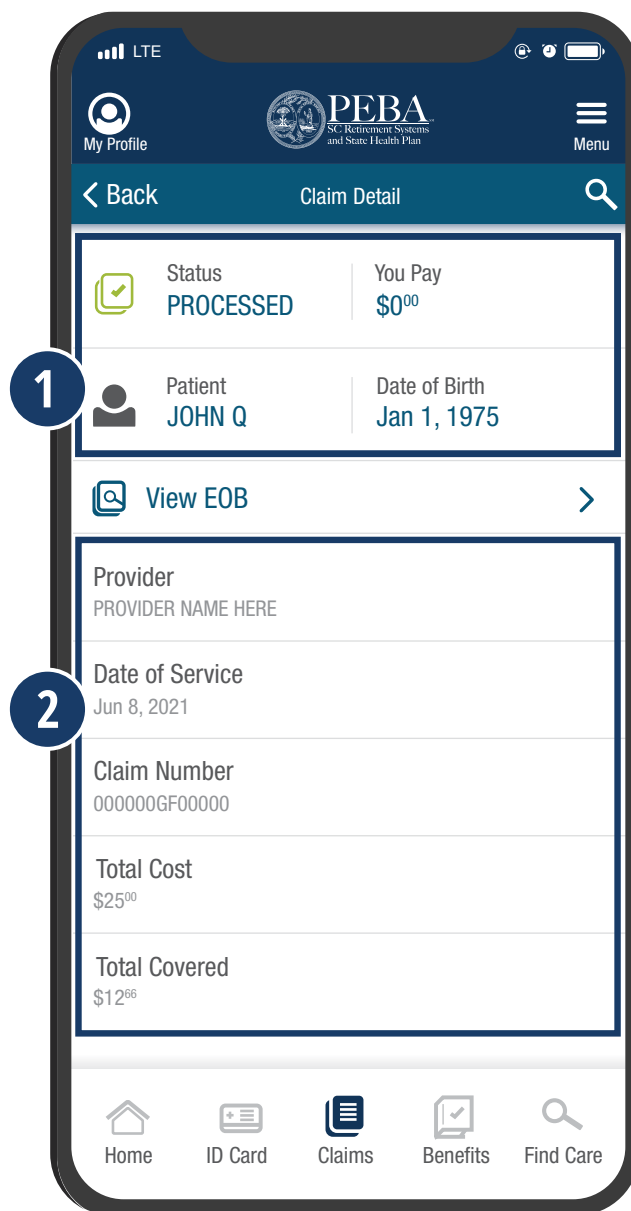 LTE
My Profile
PEBA
SC Retirement Systems
and State Health Plan
Menu
Back
Claim Detail
1
Status
PROCESSED
You Pay
$0⁰⁰
Patient
JOHN Q
Date of Birth
Jan 1, 1975
View EOB
2
Provider
PROVIDER NAME HERE
Date of Service
Jun 8, 2021
Claim Number
000000GF00000
Total Cost
$25⁰⁰
Total Covered
$12⁶⁶
Home
ID Card
Claims
Benefits
Find Care